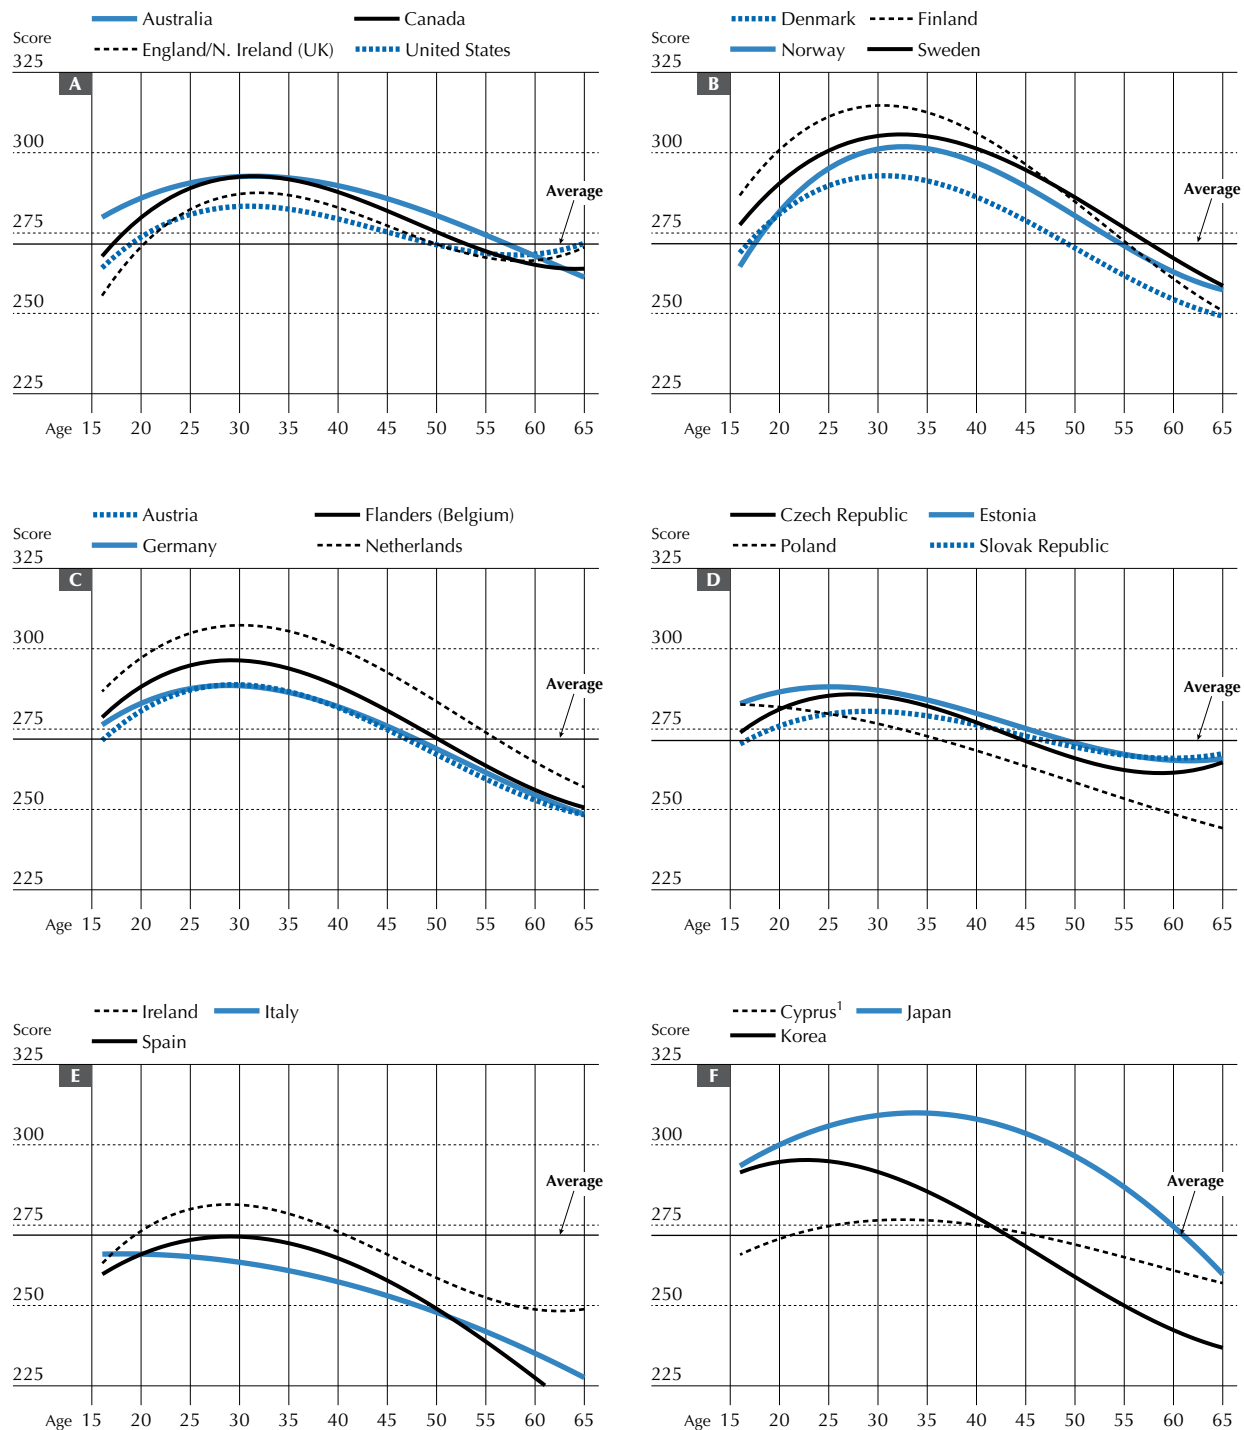 Australia Canada
England/N. Ireland (UK) United States
Score
325
A
300
Average
275
250
225
Age 15 20 25 30 35 40 45 50 55 60 65
Denmark Finland
Norway Sweden
Score
325
B
300
Average
275
250
225
Age 15 20 25 30 35 40 45 50 55 60 65
Austria Flanders (Belgium)
Germany Netherlands
Score
325
C
300
Average
275
250
225
Age 15 20 25 30 35 40 45 50 55 60 65
Czech Republic Estonia
Poland Slovak Republic
Score
325
D
300
Average
275
250
225
Age 15 20 25 30 35 40 45 50 55 60 65
Ireland Italy
Spain
Score
325
E
300
Average
275
250
225
Age 15 20 25 30 35 40 45 50 55 60 65
Cyprus¹ Japan
Korea
Score
325
F
300
Average
275
250
225
Age 15 20 25 30 35 40 45 50 55 60 65